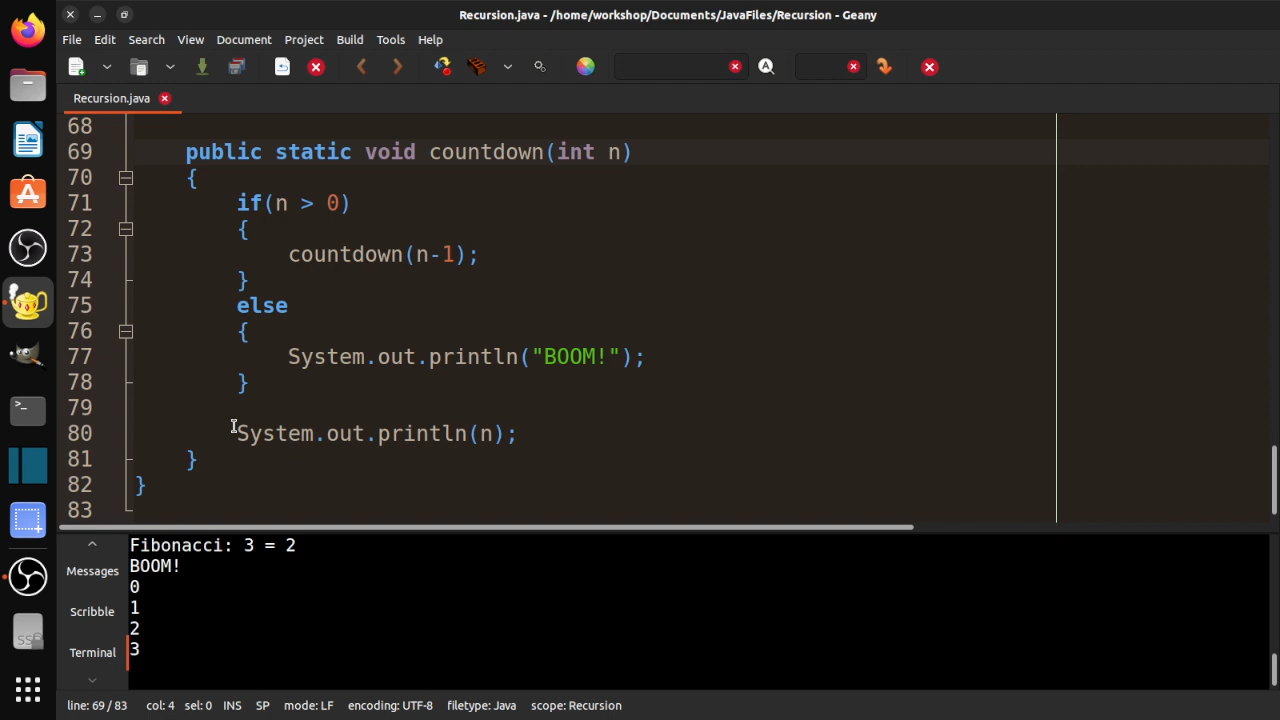 Recursion.java - /home/workshop/Documents/JavaFiles/Recursion - Geany
File Edit Search View Document Project Build Tools Help
Recursion.java
68
69 public static void countdown(int n)
70 {
71 if(n > 0)
72 {
73 countdown(n-1);
74 }
75 else
76 {
77 System.out.println("BOOM!");
78 }
79
80 System.out.println(n);
81 }
82 }
83
Messages
Scribble
Terminal
Fibonacci: 3 = 2
BOOM!
0
1
2
3
line: 69 / 83 col: 4 sel: 0 INS SP mode: LF encoding: UTF-8 filetype: Java scope: Recursion